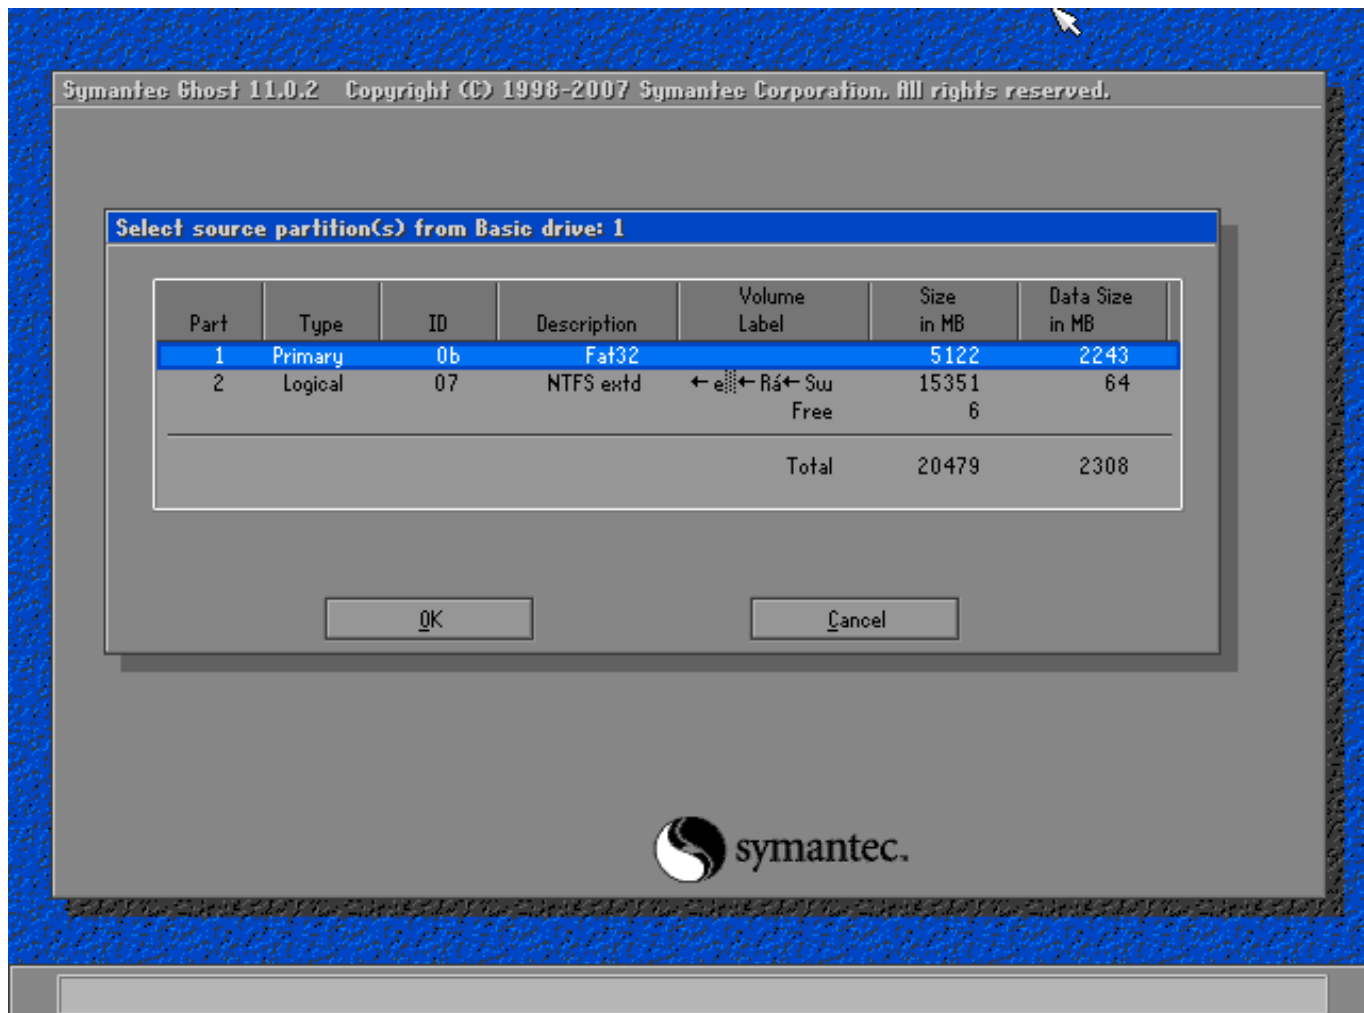 Symantec Ghost 11.0.2 Copyright (C) 1998-2007 Symantec Corporation. All rights reserved.
Select source partition(s) from Basic drive: 1
Part Type ID Description Volume Label Size in MB Data Size in MB
1 Primary 0b Fat32 5122 2243
2 Logical 07 NTFS extd ←e░←Rá←Sɯ 15351 64
Free 6
Total 20479 2308
OK Cancel
symantec.